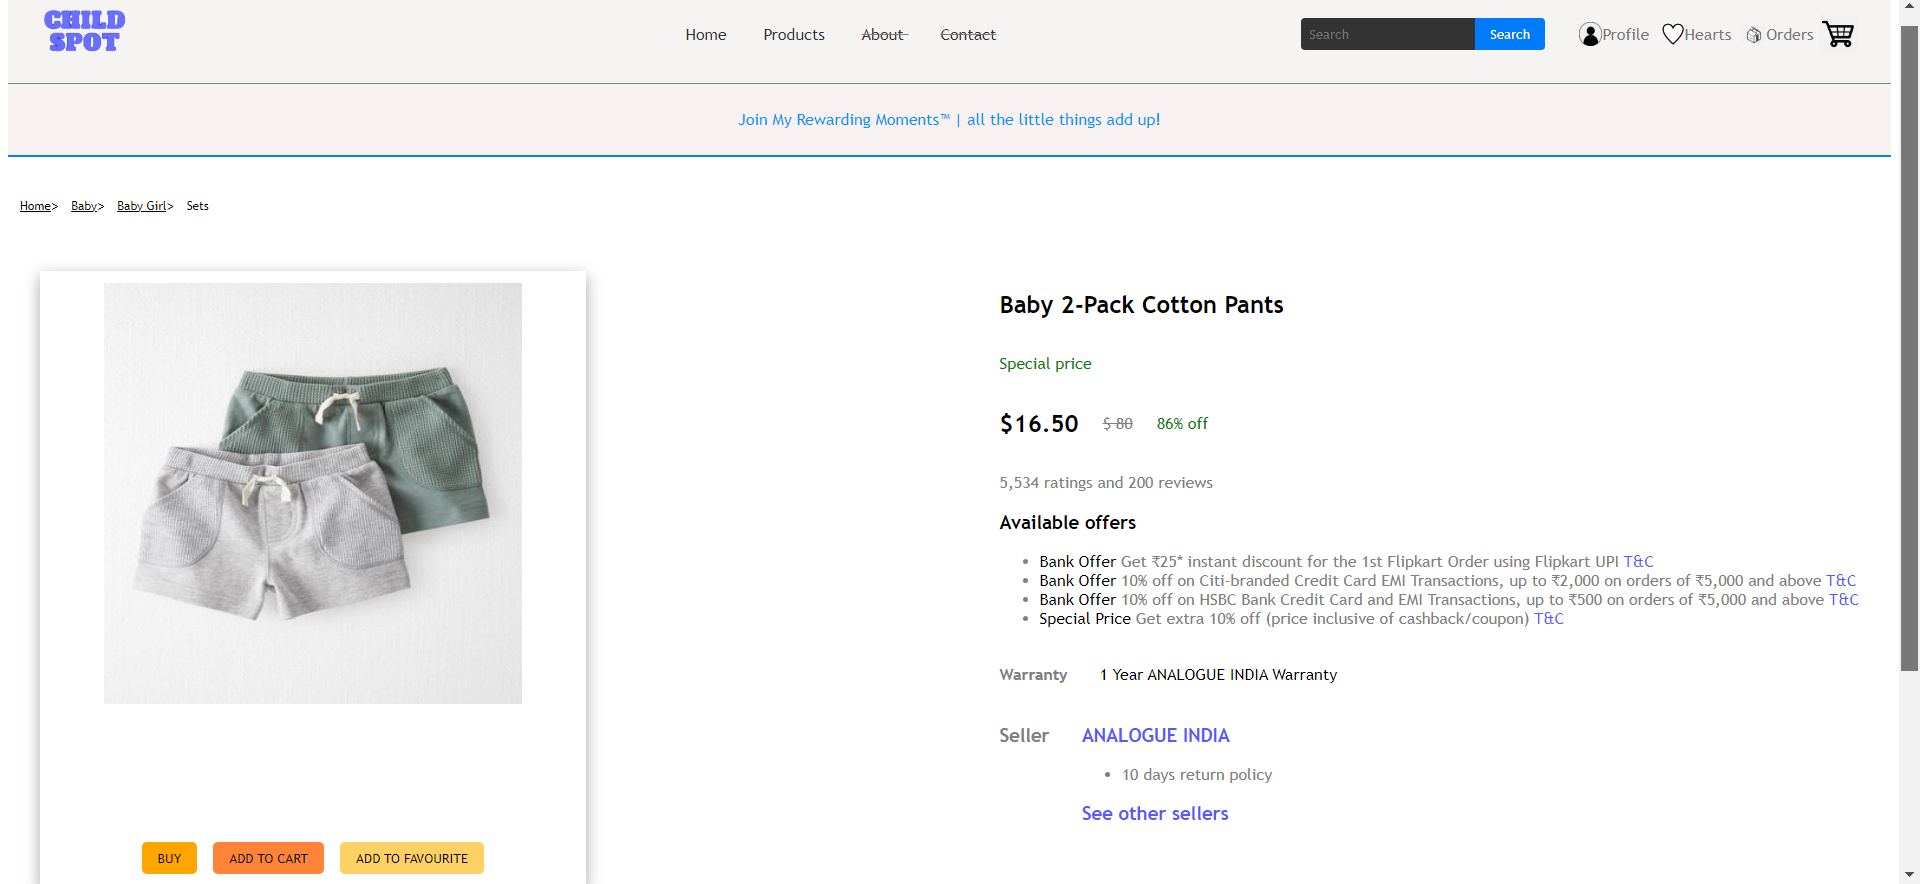 CHILD
SPOT
Home Products About Contact
Search Search
Profile Hearts Orders
Join My Rewarding Moments™ | all the little things add up!
Home> Baby> Baby Girl> Sets
Baby 2-Pack Cotton Pants
Special price
$16.50 $ 80 86% off
5,534 ratings and 200 reviews
Available offers
• Bank Offer Get ₹25* instant discount for the 1st Flipkart Order using Flipkart UPI T&C
• Bank Offer 10% off on Citi-branded Credit Card EMI Transactions, up to ₹2,000 on orders of ₹5,000 and above T&C
• Bank Offer 10% off on HSBC Bank Credit Card and EMI Transactions, up to ₹500 on orders of ₹5,000 and above T&C
• Special Price Get extra 10% off (price inclusive of cashback/coupon) T&C
Warranty 1 Year ANALOGUE INDIA Warranty
Seller ANALOGUE INDIA
• 10 days return policy
See other sellers
BUY ADD TO CART ADD TO FAVOURITE